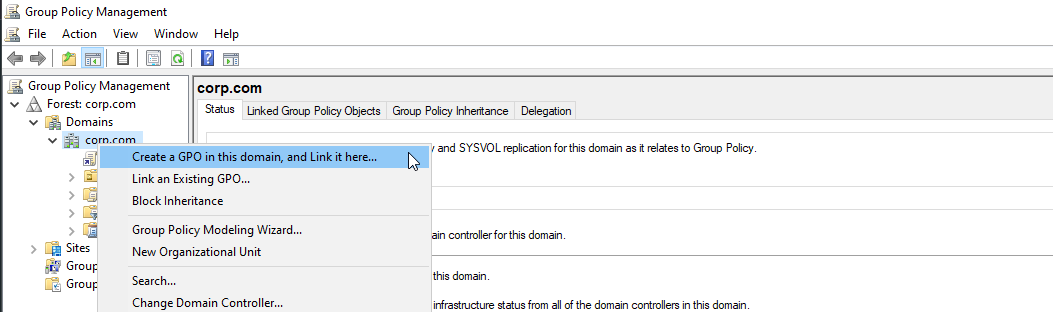 Group Policy Management
File Action View Window Help
Group Policy Management
Forest: corp.com
Domains
corp.com
Sites
Group
Group
corp.com
Status Linked Group Policy Objects Group Policy Inheritance Delegation
and SYSVOL replication for this domain as it relates to Group Policy.
controller for this domain.
this domain.
infrastructure status from all of the domain controllers in this domain.
Create a GPO in this domain, and Link it here...
Link an Existing GPO...
Block Inheritance
Group Policy Modeling Wizard...
New Organizational Unit
Search...
Change Domain Controller...